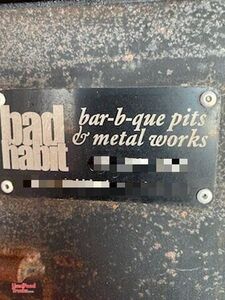 bad
habit
bar-b-que pits
& metal works